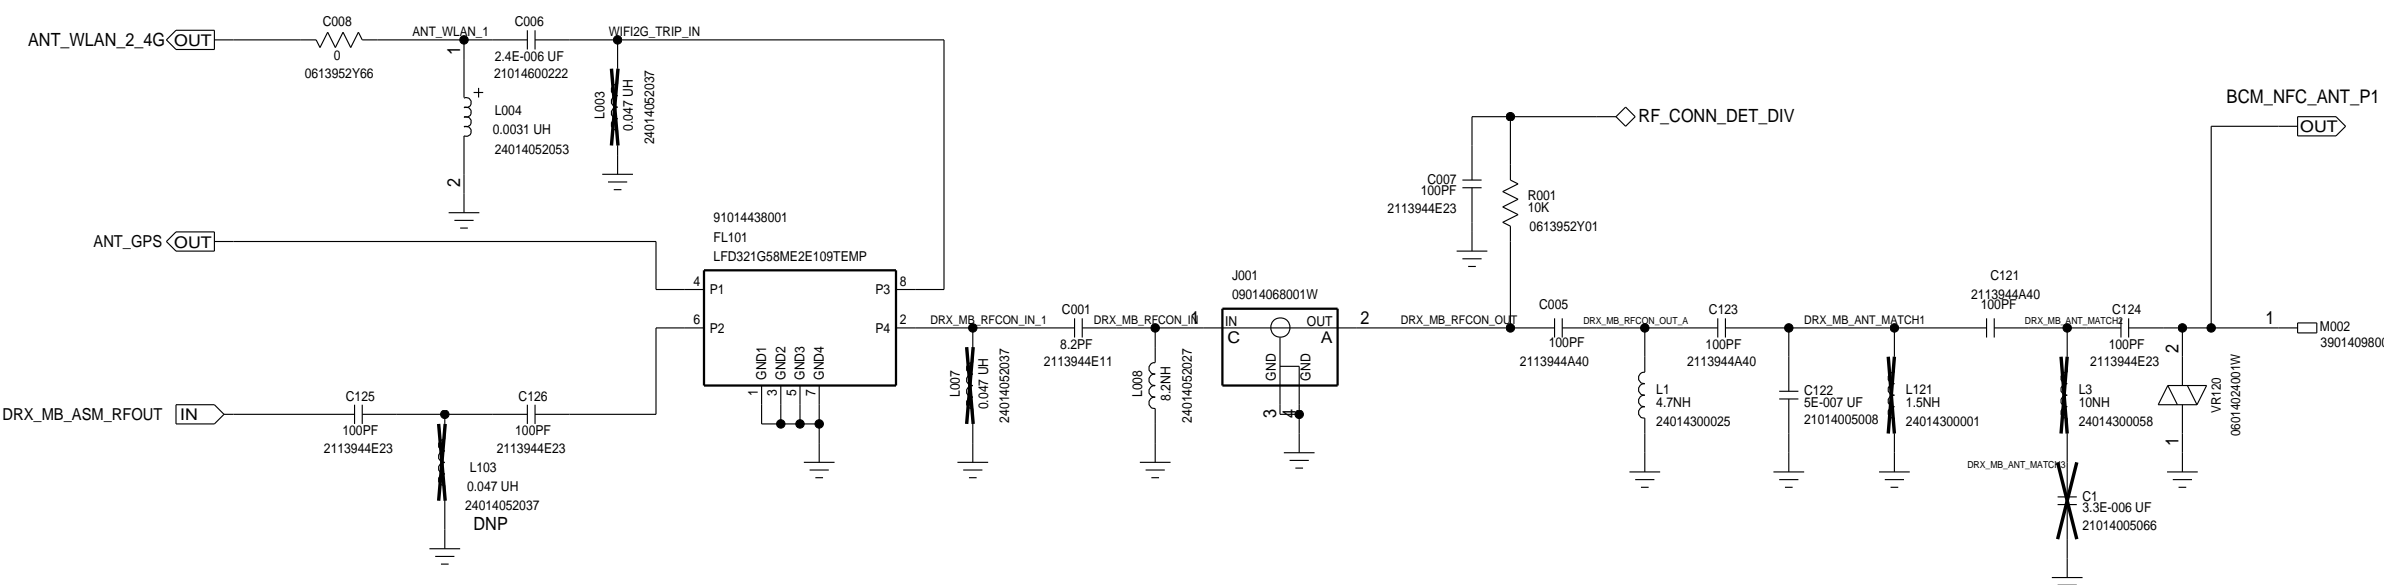 ANT_WLAN_2_4G
OUT
C008
0
0613952Y66
ANT_WLAN_1
C006
2.4E-006 UF
21014600222
WIFI2G_TRIP_IN
1
L004
0.0031 UH
24014052053
2
+
L003
0.047 UH
24014052037
ANT_GPS
OUT
91014438001
FL101
LFD321G58ME2E109TEMP
4
P1
6
P2
P3
8
P4
2
GND1
GND2
GND3
GND4
1
3
5
7
DRX_MB_ASM_RFOUT
IN
C125
100PF
2113944E23
C126
100PF
2113944E23
L103
0.047 UH
24014052037
DNP
DRX_MB_RFCON_IN_1
L007
0.047 UH
24014052037
C001
8.2PF
2113944E11
DRX_MB_RFCON_IN
1
L008
8.2NH
24014052027
J001
09014068001W
IN
OUT
C
A
GND
GND
3
4
2
DRX_MB_RFCON_OUT
RF_CONN_DET_DIV
C007
100PF
2113944E23
R001
10K
0613952Y01
C005
100PF
2113944A40
DRX_MB_RFCON_OUT_A
L1
4.7NH
24014300025
C123
100PF
2113944A40
DRX_MB_ANT_MATCH1
C122
5E-007 UF
21014005008
L121
1.5NH
24014300001
C121
2113944A40
100PF
DRX_MB_ANT_MATCH2
L3
10NH
24014300058
DRX_MB_ANT_MATCH3
C1
3.3E-006 UF
21014005066
C124
100PF
2113944E23
2
1
VR120
06014024001W
BCM_NFC_ANT_P1
OUT
1
M002